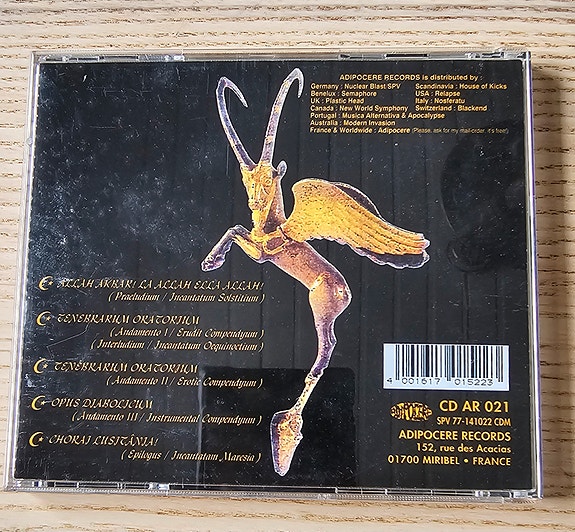 ADIPOCERE RECORDS is distributed by :
Germany : Nuclear Blast/SPV
Benelux : Semaphore
UK : Plastic Head
Canada : New World Symphony
Portugal : Musica Alternativa & Apocalypse
Australia : Modern Invasion
France & Worldwide : Adipocere (Please, ask for my mail-order, it's free!)
Scandinavia : House of Kicks
USA : Relapse
Italy : Nosferatu
Switzerland : Blackend
ALLAH AKBAR! LA ALLAH ELLA ALLAH!
( Praeludium / Incantatum Solstitium )
TENEBRARUM ORATORIUM
( Andamento I / Erudit Compendyum )
( Interludium / Incantatum Oequinoctium )
TENEBRARUM ORATORIUM
( Andamento II / Erotic Compendyum )
OPUS DIABOLICUM
( Andamento III / Instrumental Compendyum )
CHORAI LUSITÂNIA!
( Epilogus / Incantatam Maresia )
4 001617 015223
ADIPOCERE
CD AR 021
SPV 77-141022 CDM
ADIPOCERE RECORDS
152, rue des Acacias
01700 MIRIBEL • FRANCE